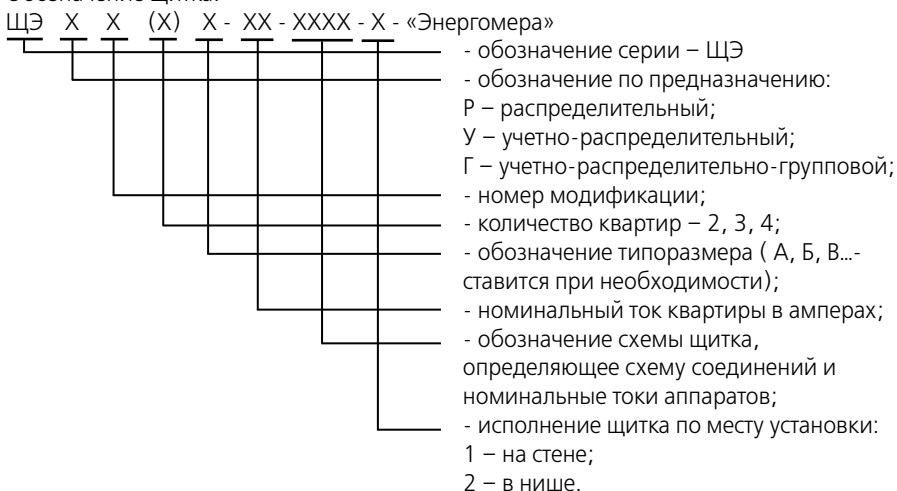 Обозначение щитка:
ЩЭ Х Х (Х) Х - ХХ - ХХХХ - Х - «Энергомера»
- обозначение серии – ЩЭ
- обозначение по предназначению:
Р – распределительный;
У – учетно-распределительный;
Г – учетно-распределительно-групповой;
- номер модификации;
- количество квартир – 2, 3, 4;
- обозначение типоразмера ( А, Б, В...-
ставится при необходимости);
- номинальный ток квартиры в амперах;
- обозначение схемы щитка,
определяющее схему соединений и
номинальные токи аппаратов;
- исполнение щитка по месту установки:
1 – на стене;
2 – в нише.